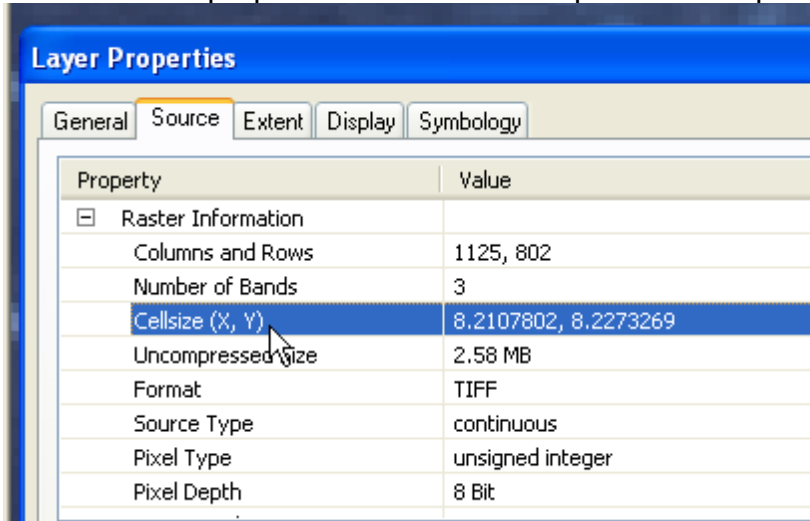 Layer Properties
General Source Extent Display Symbology
Property Value
Raster Information
Columns and Rows 1125, 802
Number of Bands 3
Cellsize (X, Y) 8.2107802, 8.2273269
Uncompressed Size 2.58 MB
Format TIFF
Source Type continuous
Pixel Type unsigned integer
Pixel Depth 8 Bit